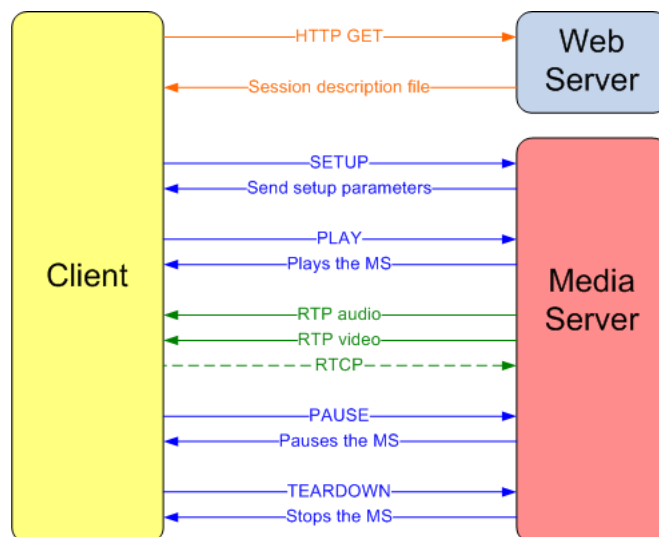 HTTP GET
Web
Server
Session description file
SETUP
Send setup parameters
PLAY
Client
Plays the MS
Media
Server
RTP audio
RTP video
RTCP
PAUSE
Pauses the MS
TEARDOWN
Stops the MS